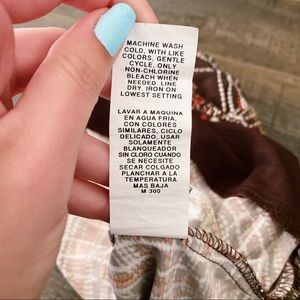 MACHINE WASH
COLD, WITH LIKE
COLORS, GENTLE
CYCLE, ONLY
NON-CHLORINE
BLEACH WHEN
NEEDED, LINE
DRY, IRON ON
LOWEST SETTING
LAVAR A MAQUINA
EN AGUA FRIA,
CON COLORES
SIMILARES, CICLO
DELICADO, USAR
SOLAMENTE
BLANQUEADOR
SIN CLORO CUANDO
SE NECESITE
SECAR COLGADO
PLANCHAR A LA
TEMPERATURA
MAS BAJA
M 300